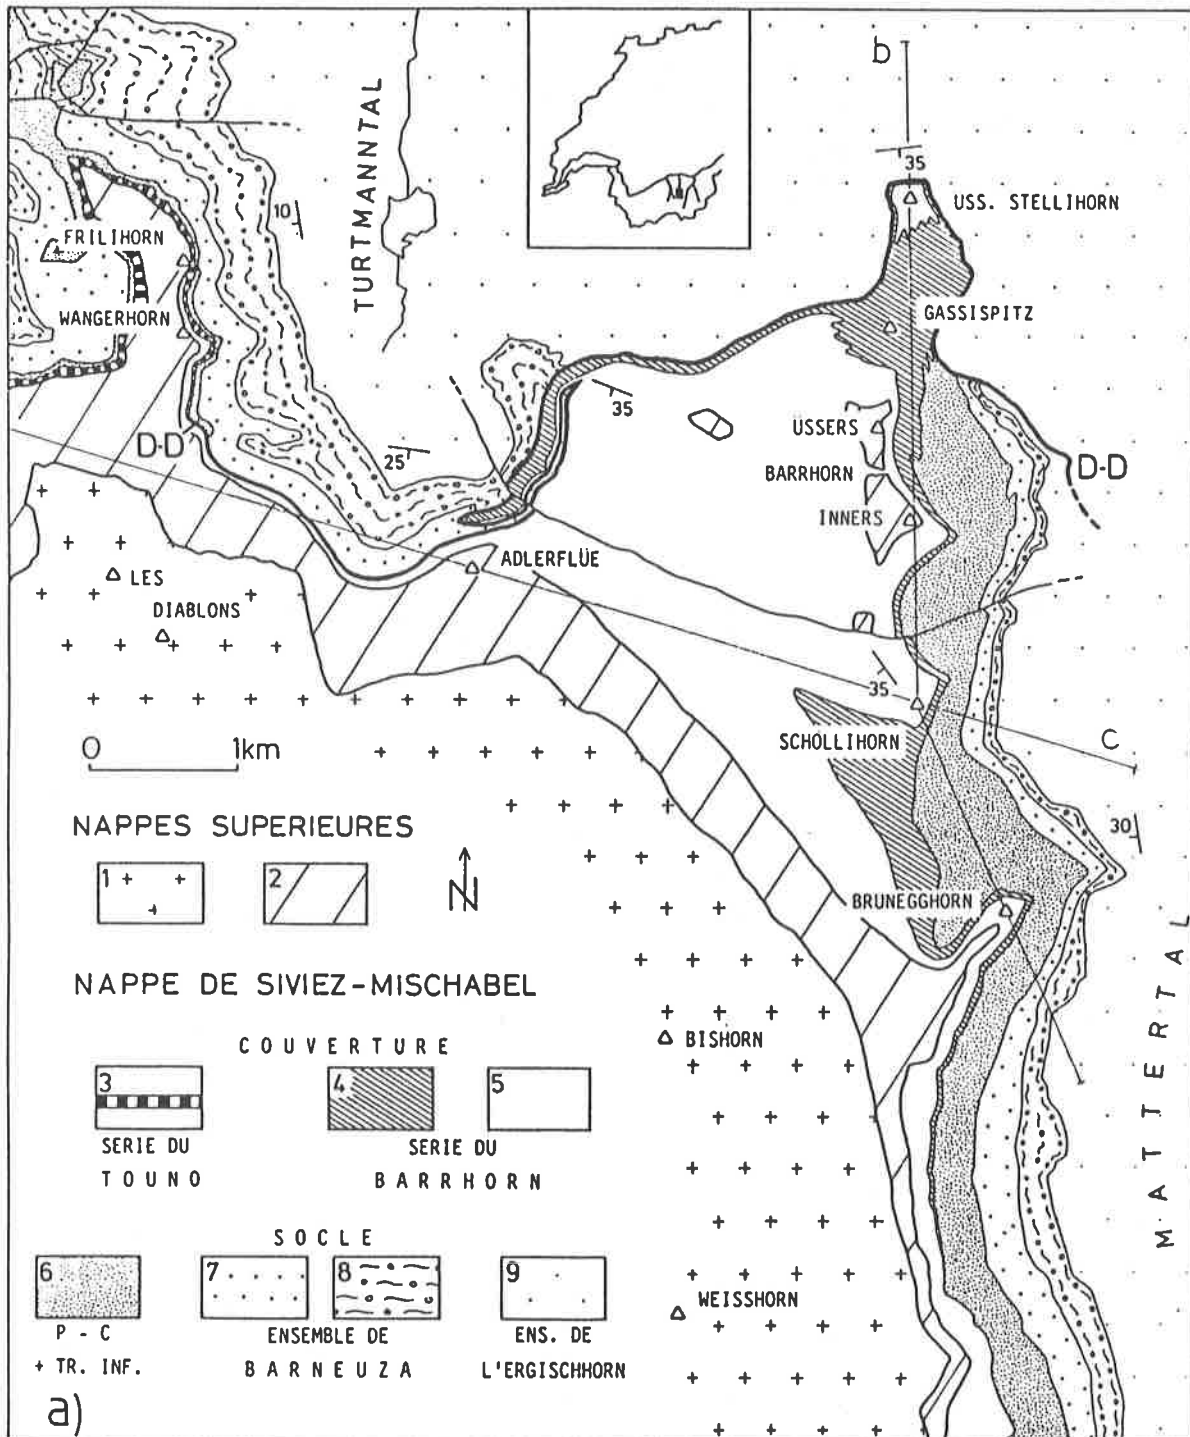 b
35
USS. STELLIHORN
TURTMANNTAL
10
FRILIHORN
WANGERHORN
GASSISPITZ
35
ÜSSERS
BARRHORN
INNERS
D-D
25
D-D
ADLERFLÜE
LES
DIABLONS
35
SCHÖLLIHORN
C
0 1km
30
NAPPES SUPERIEURES
1 2
N
BRUNEGGHORN
NAPPE DE SIVIEZ-MISCHABEL
MATTERTAL
COUVERTURE
BISHORN
3 4 5
SERIE DU SERIE DU
TOUNO BARRHORN
SOCLE
6 7 8 9
WEISSHORN
P - C ENSEMBLE DE ENS. DE
+ TR. INF. BARNEUZA L'ERGISCHHORN
a)